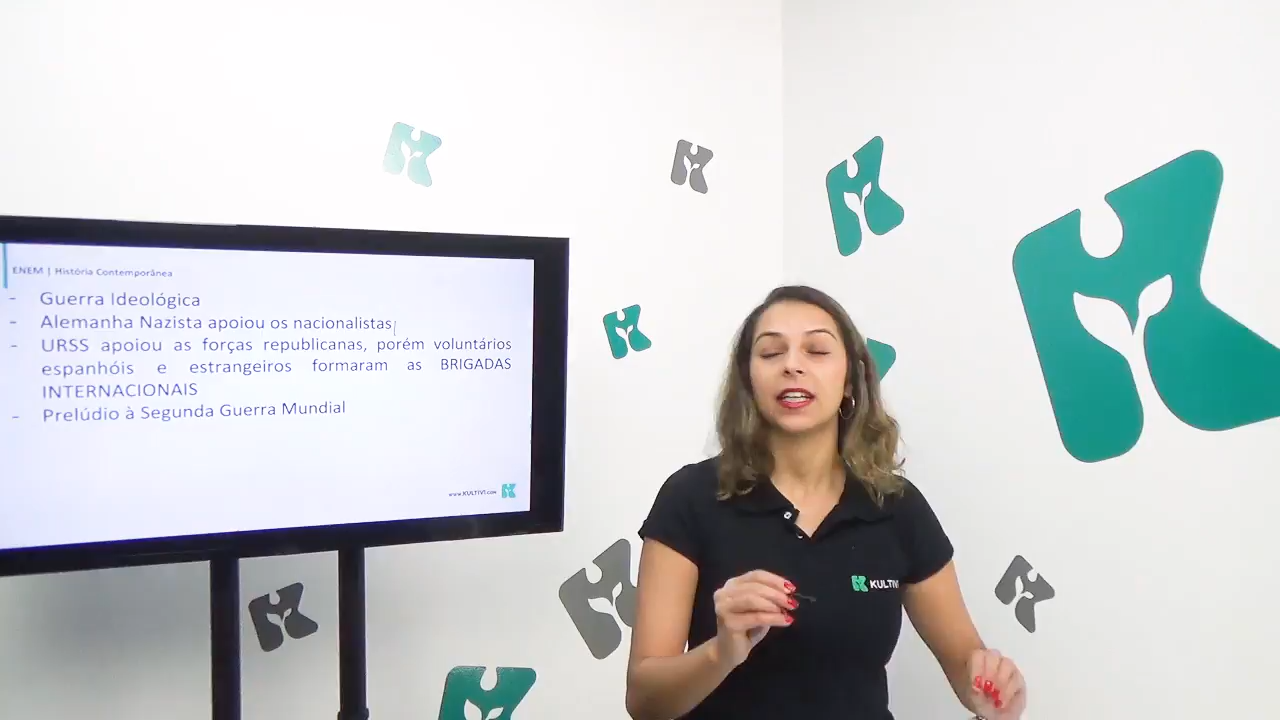 ENEM | História Contemporânea
- Guerra Ideológica
- Alemanha Nazista apoiou os nacionalistas
- URSS apoiou as forças republicanas, porém voluntários
espanhóis e estrangeiros formaram as BRIGADAS
INTERNACIONAIS
- Prelúdio à Segunda Guerra Mundial
www.KULTIVI.com
KULTIVI